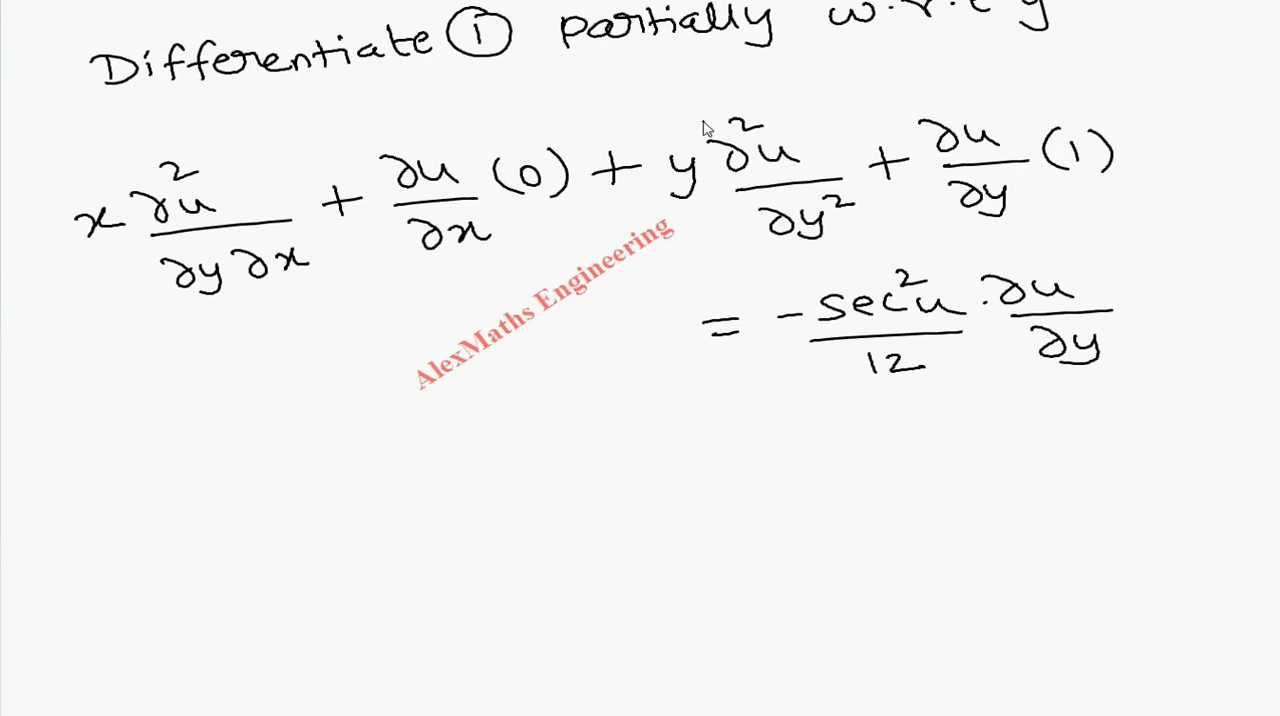 Differentiate ① partially w.r.t y
x ∂²u/∂y∂x + ∂u/∂x (0) + y ∂²u/∂y² + ∂u/∂y (1)
= -sec²u/12 . ∂u/∂y
AlexMaths Engineering